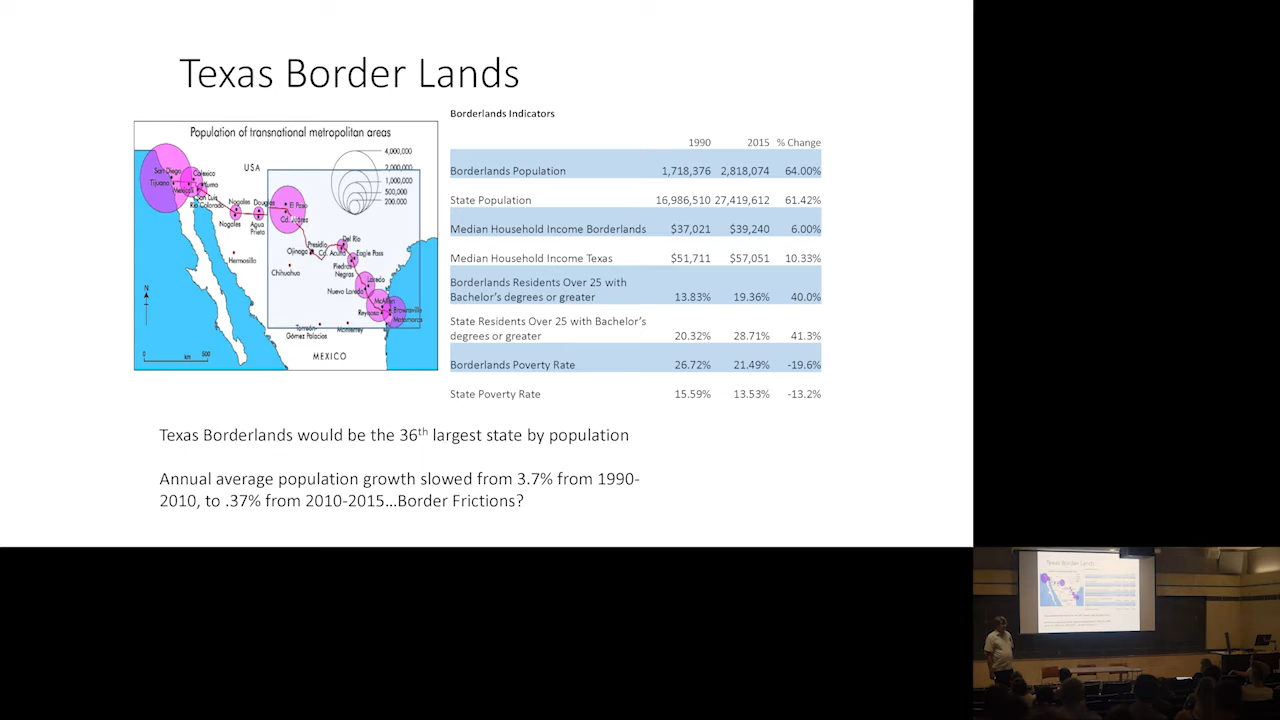 Texas Border Lands
Population of transnational metropolitan areas
4,000,000
2,000,000
1,000,000
500,000
200,000
USA
San Diego
Tijuana
Calexico
Mexicali
Yuma
San Luis
Rio Colorado
Nogales
Douglas
Nogales
Agua
Prieta
El Paso
Cd. Juárez
Hermosillo
Ojinaga
Presidio
Chihuahua
Del Rio
Cd. Acuña
Eagle Pass
Piedras
Negras
Laredo
Nuevo Laredo
McAllen
Reynosa
Brownsville
Matamoros
Torreón-
Gómez Palacios
Monterrey
MEXICO
N
0 500
km
Borderlands Indicators
1990 2015 % Change
Borderlands Population 1,718,376 2,818,074 64.00%
State Population 16,986,510 27,419,612 61.42%
Median Household Income Borderlands $37,021 $39,240 6.00%
Median Household Income Texas $51,711 $57,051 10.33%
Borderlands Residents Over 25 with
Bachelor's degrees or greater 13.83% 19.36% 40.0%
State Residents Over 25 with Bachelor's
degrees or greater 20.32% 28.71% 41.3%
Borderlands Poverty Rate 26.72% 21.49% -19.6%
State Poverty Rate 15.59% 13.53% -13.2%
Texas Borderlands would be the 36th largest state by population
Annual average population growth slowed from 3.7% from 1990-
2010, to .37% from 2010-2015…Border Frictions?
Texas Border Lands